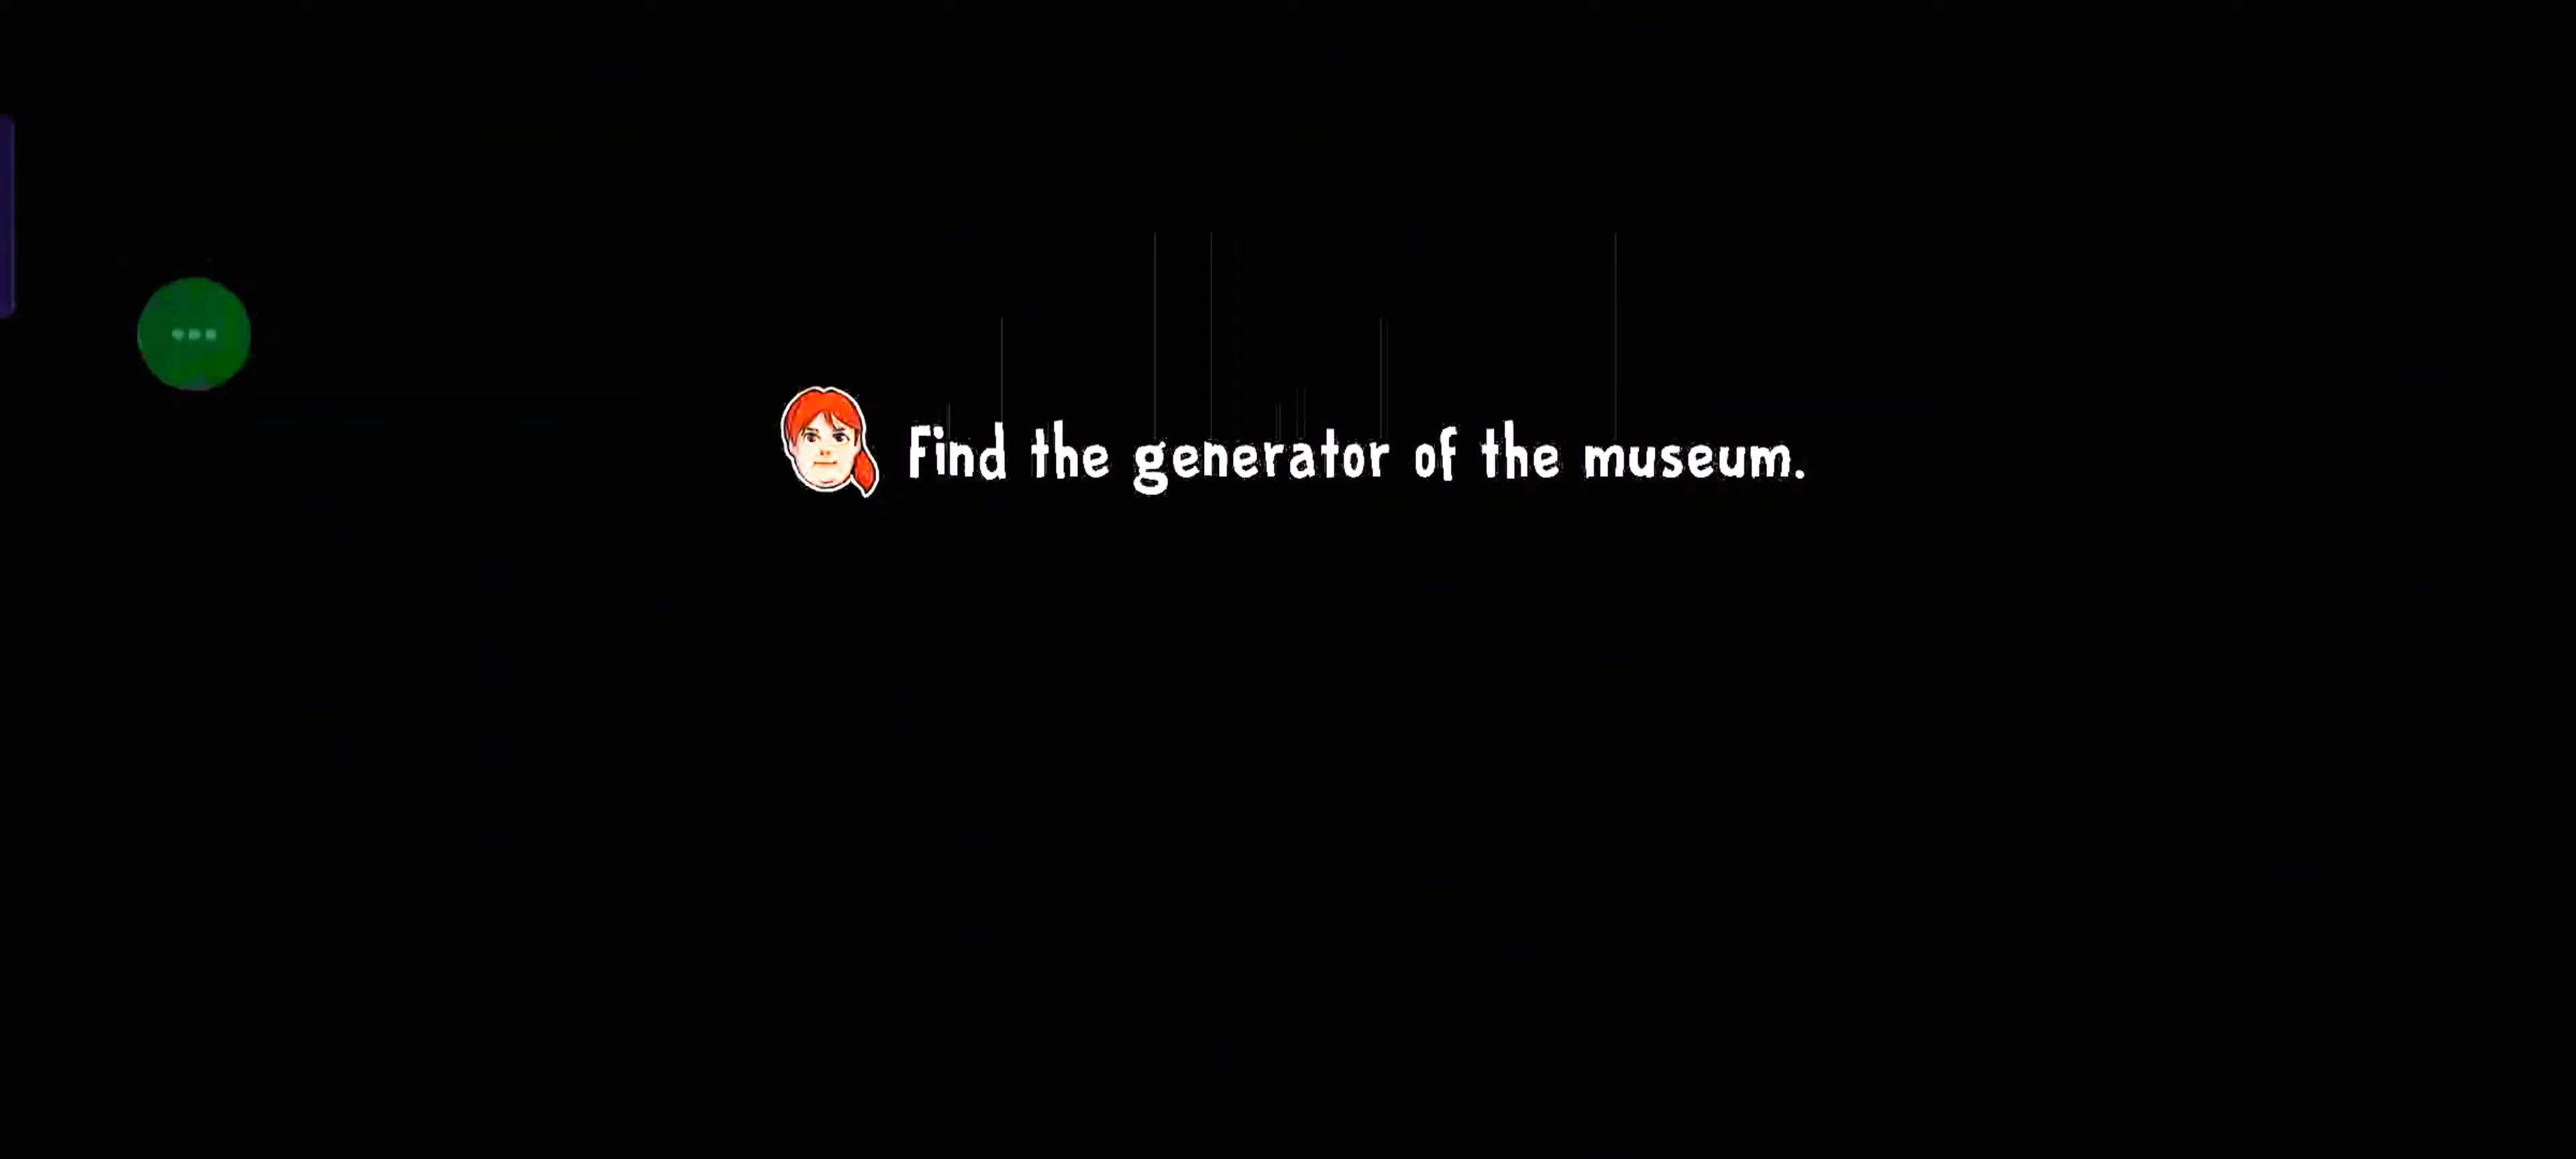 Find the generator of the museum.